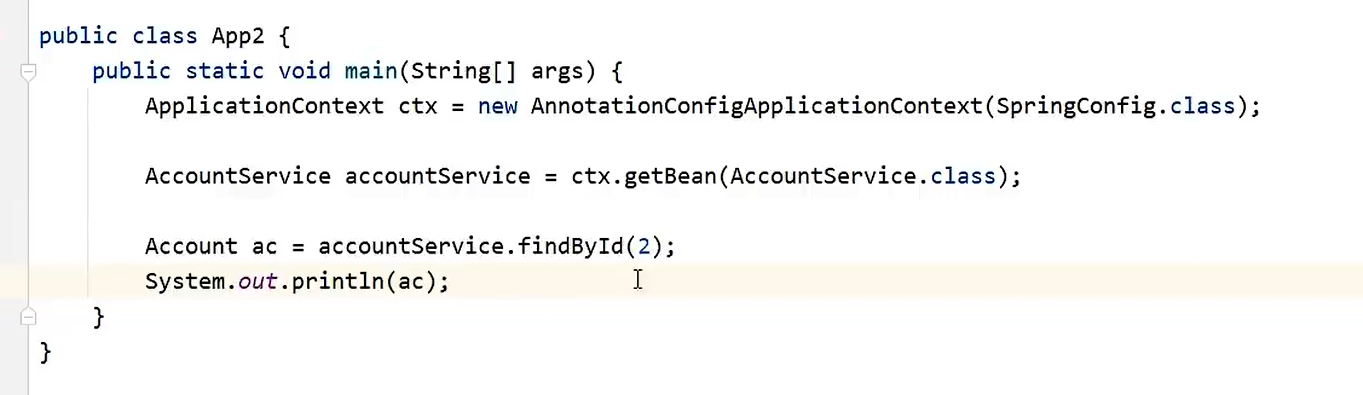 public class App2 {
    public static void main(String[] args) {
        ApplicationContext ctx = new AnnotationConfigApplicationContext(SpringConfig.class);
        AccountService accountService = ctx.getBean(AccountService.class);
        Account ac = accountService.findById(2);
        System.out.println(ac);
    }
}